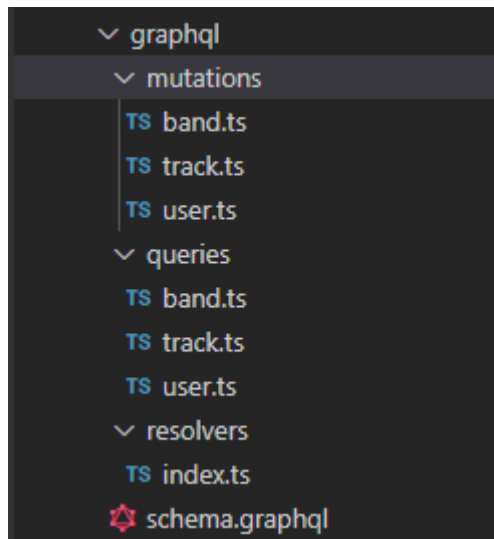 graphql
mutations
TS band.ts
TS track.ts
TS user.ts
queries
TS band.ts
TS track.ts
TS user.ts
resolvers
TS index.ts
schema.graphql